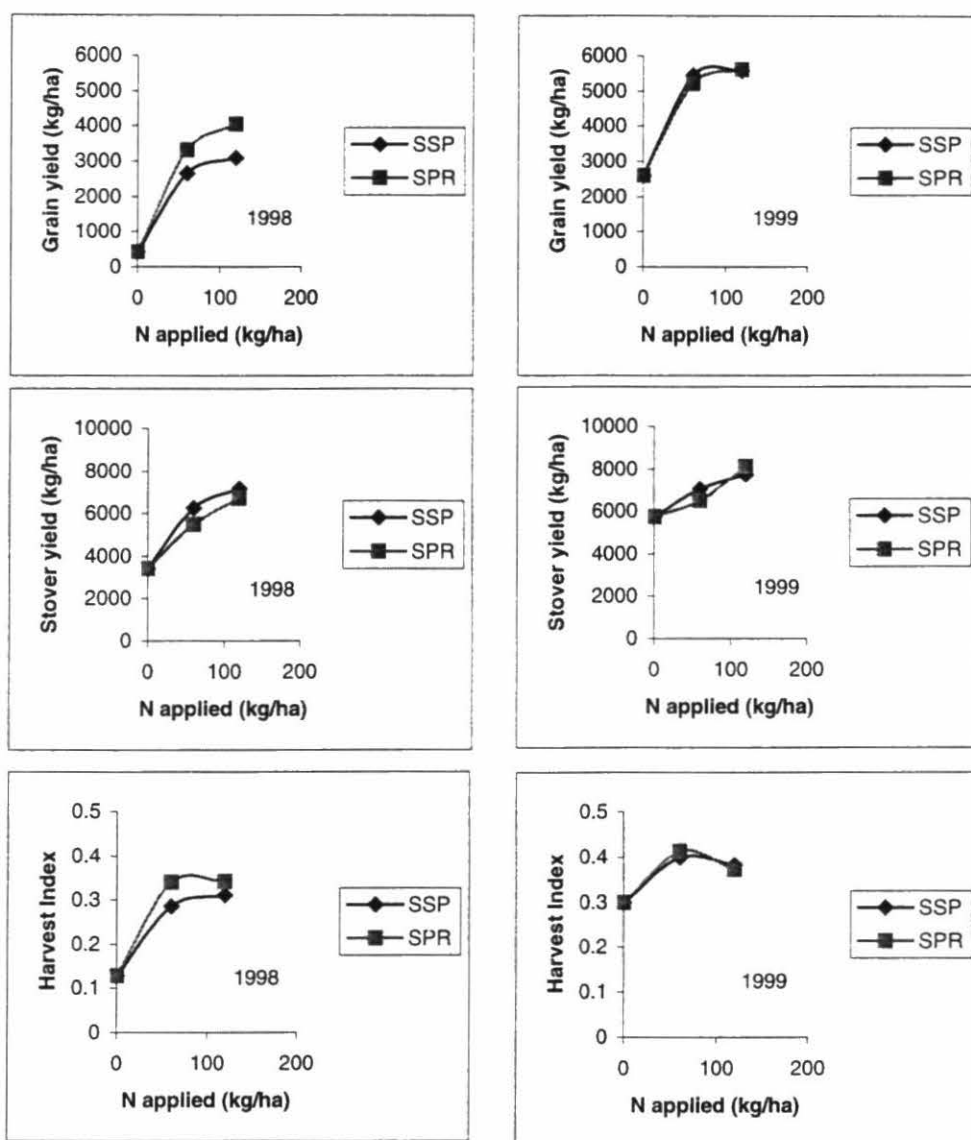 Grain yield (kg/ha)
6000
5000
4000
3000
2000
1000
0
0 100 200
N applied (kg/ha)
1998
SSP
SPR
Grain yield (kg/ha)
6000
5000
4000
3000
2000
1000
0
0 100 200
N applied (kg/ha)
1999
SSP
SPR
Stover yield (kg/ha)
10000
8000
6000
4000
2000
0
0 100 200
N applied (kg/ha)
1998
SSP
SPR
Stover yield (kg/ha)
10000
8000
6000
4000
2000
0
0 100 200
N applied (kg/ha)
1999
SSP
SPR
Harvest Index
0.5
0.4
0.3
0.2
0.1
0
0 100 200
N applied (kg/ha)
1998
SSP
SPR
Harvest Index
0.5
0.4
0.3
0.2
0.1
0
0 100 200
N applied (kg/ha)
1999
SSP
SPR